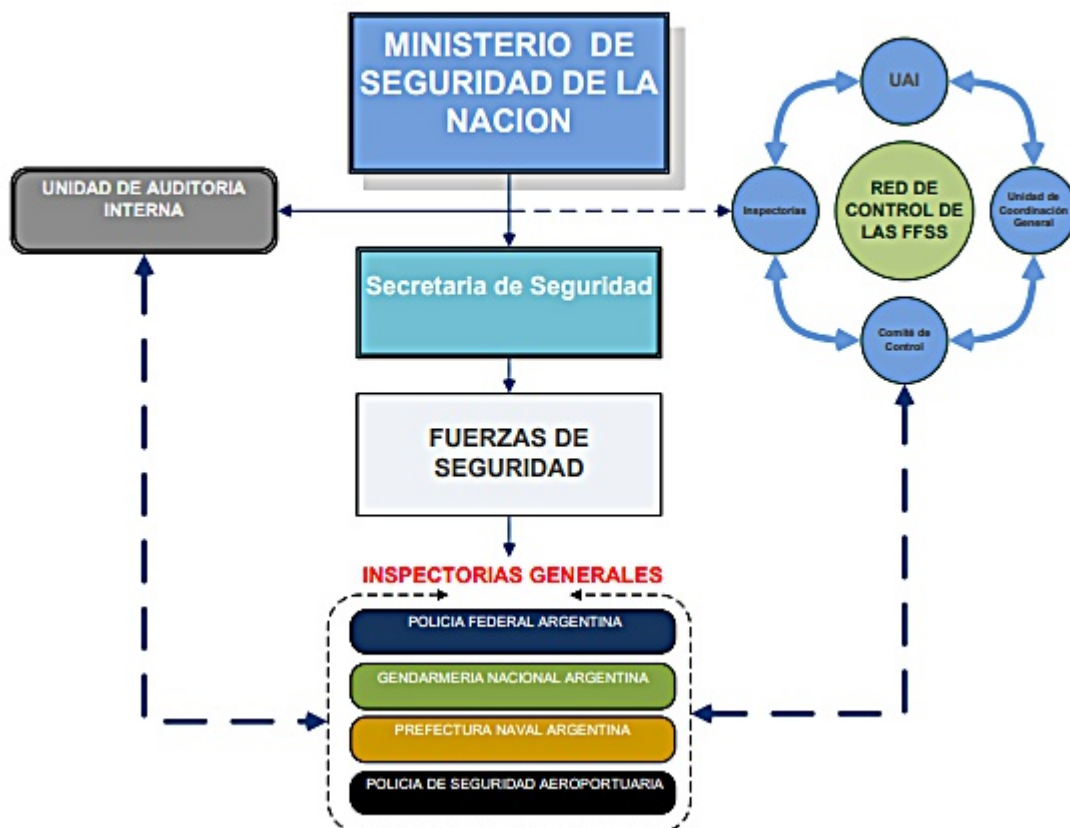 MINISTERIO DE
SEGURIDAD DE LA
NACION
UNIDAD DE AUDITORIA
INTERNA
UAI
Inspectorias
RED DE
CONTROL DE
LAS FFSS
Unidad de
Coordinación
General
Comité de
Control
Secretaria de Seguridad
FUERZAS DE
SEGURIDAD
INSPECTORIAS GENERALES
POLICIA FEDERAL ARGENTINA
GENDARMERIA NACIONAL ARGENTINA
PREFECTURA NAVAL ARGENTINA
POLICIA DE SEGURIDAD AEROPORTUARIA